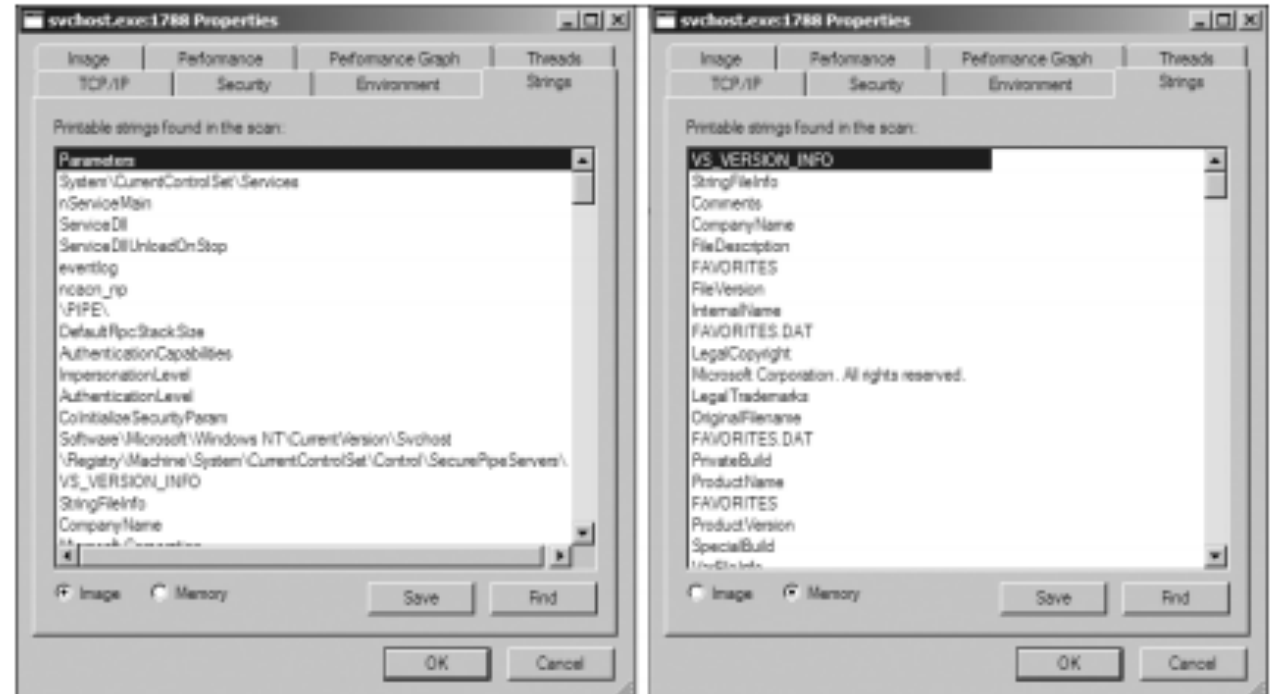 svchost.exe:1788 Properties
Image Performance Performance Graph Threads
TCP/IP Security Environment Strings
Printable strings found in the scan:
Parameters
System\CurrentControlSet\Services
nServiceMain
ServiceDll
ServiceDllUnloadOnStop
eventlog
ncacn_np
\PIPE\
DefaultRpcStackSize
AuthenticationCapabilities
ImpersonationLevel
AuthenticationLevel
CoInitializeSecurityParam
Software\Microsoft\Windows NT\CurrentVersion\Svchost
\Registry\Machine\System\CurrentControlSet\Control\SecurePipeServers\
VS_VERSION_INFO
StringFileInfo
CompanyName
Microsoft Corporation
Image Memory Save Find
OK Cancel
svchost.exe:1788 Properties
Image Performance Performance Graph Threads
TCP/IP Security Environment Strings
Printable strings found in the scan:
VS_VERSION_INFO
StringFileInfo
Comments
CompanyName
FileDescription
FAVORITES
FileVersion
InternalName
FAVORITES.DAT
LegalCopyright
Microsoft Corporation. All rights reserved.
LegalTrademarks
OriginalFilename
FAVORITES.DAT
PrivateBuild
ProductName
FAVORITES
ProductVersion
SpecialBuild
VarFileInfo
Image Memory Save Find
OK Cancel